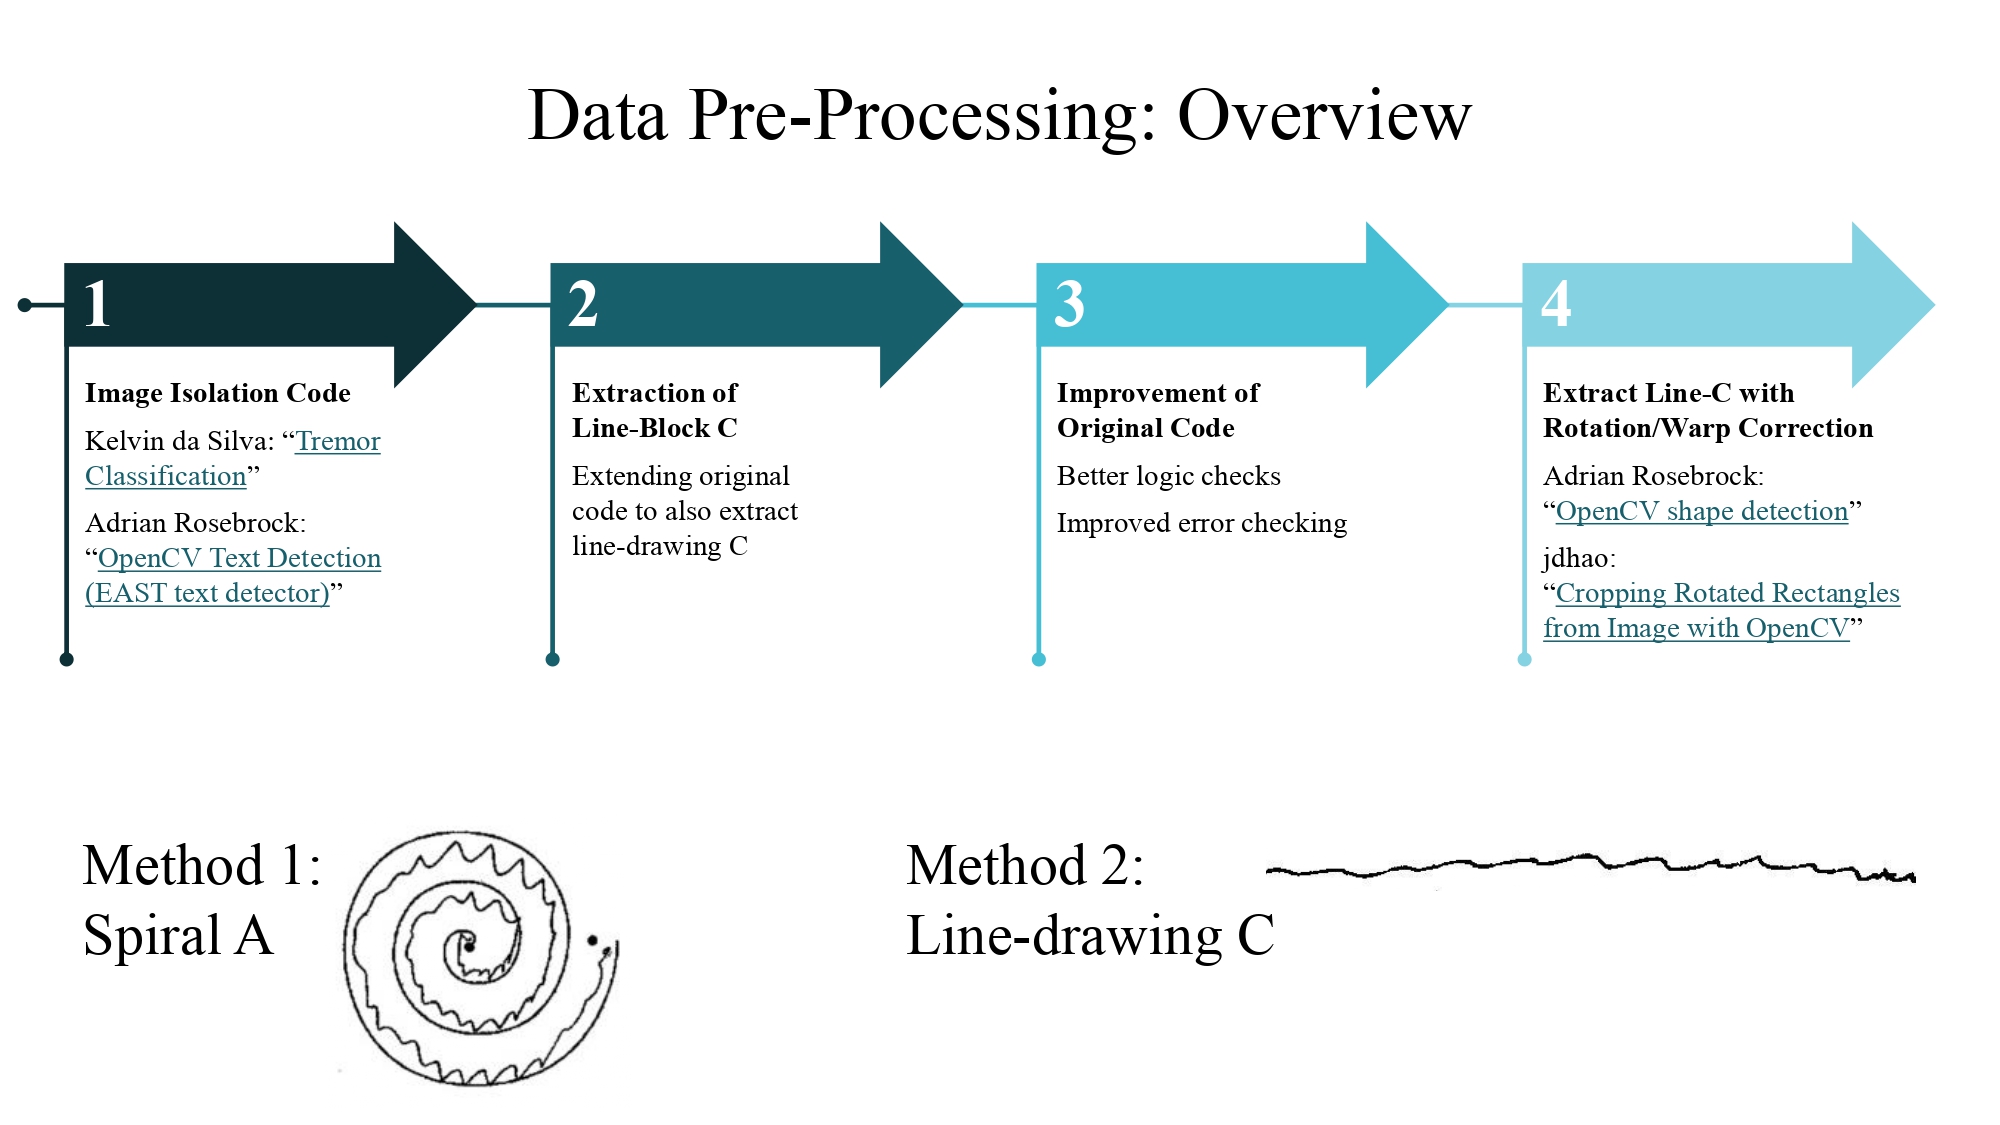 Data Pre-Processing: Overview
1
Image Isolation Code
Kelvin da Silva: “Tremor
Classification”
Adrian Rosebrock:
“OpenCV Text Detection
(EAST text detector)”
2
Extraction of
Line-Block C
Extending original
code to also extract
line-drawing C
3
Improvement of
Original Code
Better logic checks
Improved error checking
4
Extract Line-C with
Rotation/Warp Correction
Adrian Rosebrock:
“OpenCV shape detection”
jdhao:
“Cropping Rotated Rectangles
from Image with OpenCV”
Method 1:
Spiral A
Method 2:
Line-drawing C